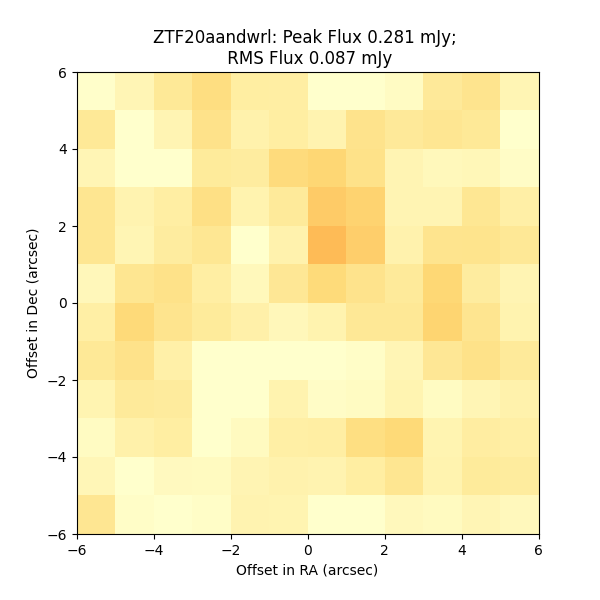 ZTF20aandwrl: Peak Flux 0.281 mJy;
RMS Flux 0.087 mJy
6
4
2
0
−2
−4
−6
Offset in Dec (arcsec)
−6 −4 −2 0 2 4 6
Offset in RA (arcsec)